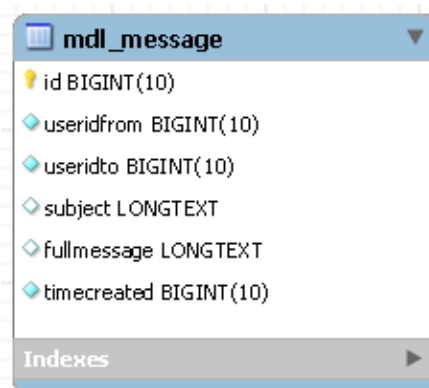 mdl_message
id BIGINT(10)
useridfrom BIGINT(10)
useridto BIGINT(10)
subject LONGTEXT
fullmessage LONGTEXT
timecreated BIGINT(10)
Indexes